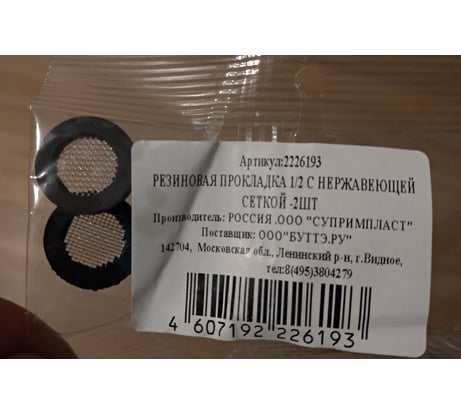 Артикул:2226193
РЕЗИНОВАЯ ПРОКЛАДКА 1/2 С НЕРЖАВЕЮЩЕЙ
СЕТКОЙ -2ШТ
Производитель: РОССИЯ.ООО "СУПРИМПЛАСТ"
Поставщик: ООО"БУТТЭ.РУ"
142704, Московская обл., Ленинский р-н, г.Видное,
тел:8(495)3804279
4 607192 226193